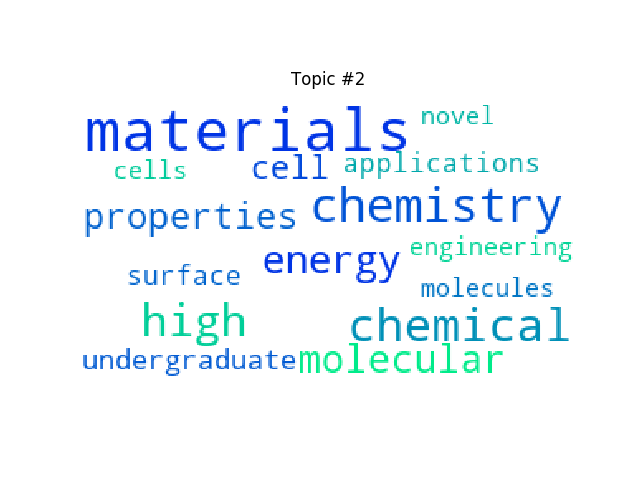 Topic #2
materials novel
cells cell applications
properties chemistry
energy engineering
surface molecules
high chemical
undergraduate molecular